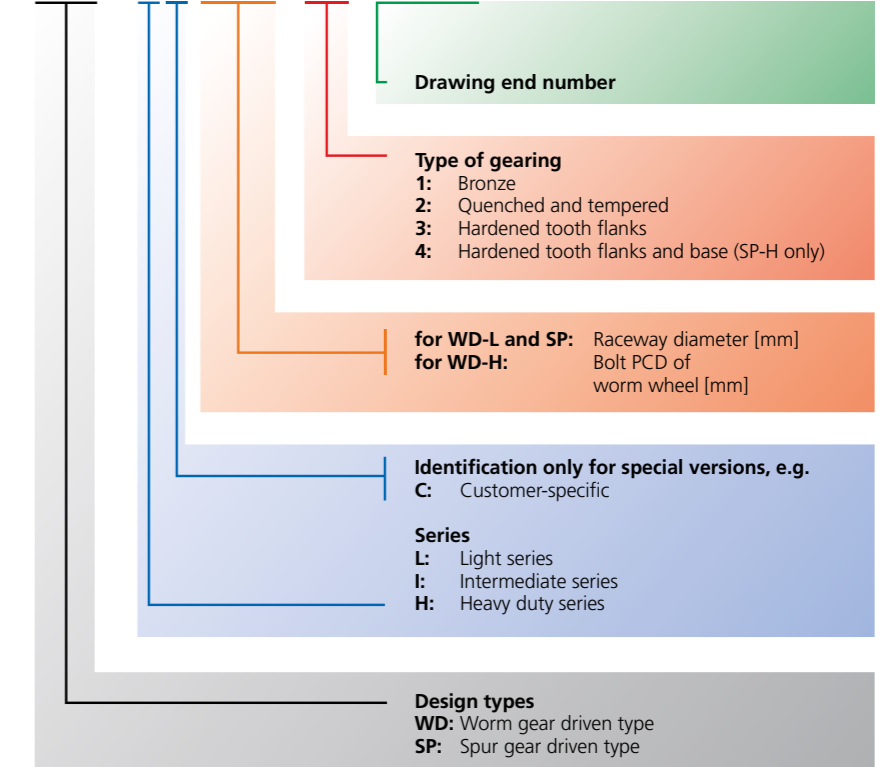 Drawing end number
Type of gearing
1: Bronze
2: Quenched and tempered
3: Hardened tooth flanks
4: Hardened tooth flanks and base (SP-H only)
for WD-L and SP: Raceway diameter [mm]
for WD-H: Bolt PCD of
worm wheel [mm]
Identification only for special versions, e.g.
C: Customer-specific
Series
L: Light series
I: Intermediate series
H: Heavy duty series
Design types
WD: Worm gear driven type
SP: Spur gear driven type